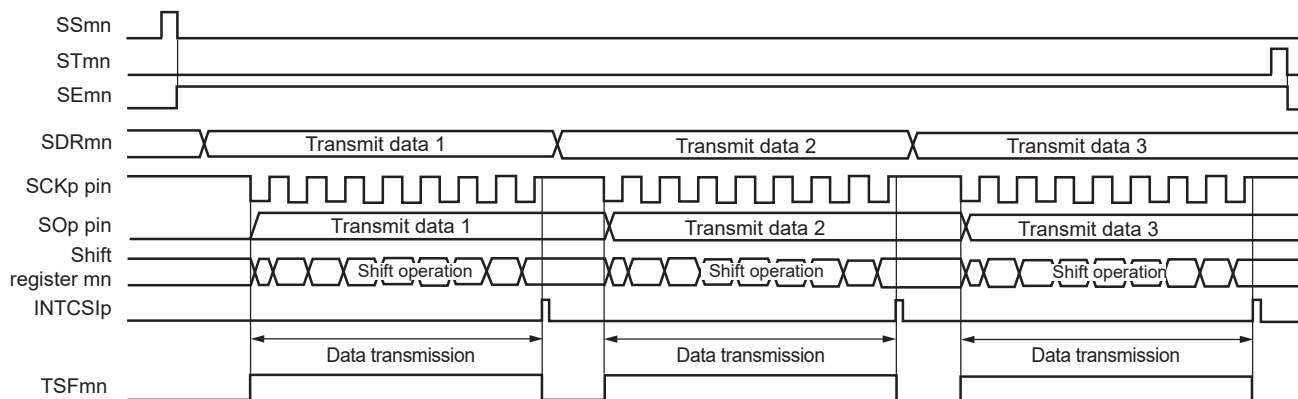 SSmn
STmn
SEmn
SDRmn Transmit data 1 Transmit data 2 Transmit data 3
SCKp pin
SOp pin Transmit data 1 Transmit data 2 Transmit data 3
Shift
register mn Shift operation Shift operation Shift operation
INTCSIp
Data transmission Data transmission Data transmission
TSFmn